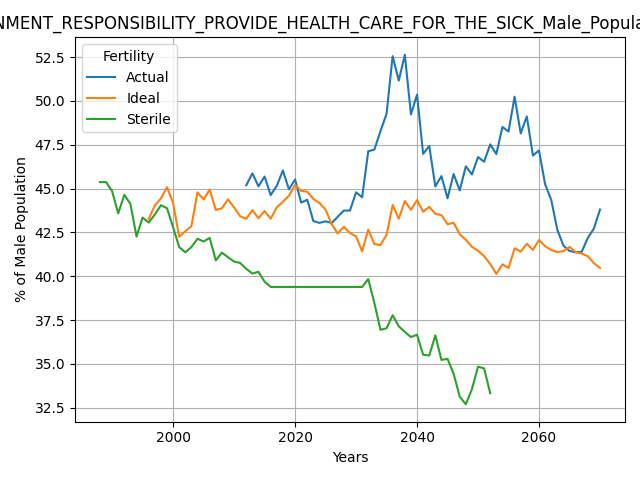 NMENT_RESPONSIBILITY_PROVIDE_HEALTH_CARE_FOR_THE_SICK_Male_Popula
Fertility
Actual
Ideal
Sterile
% of Male Population
52.5
50.0
47.5
45.0
42.5
40.0
37.5
35.0
32.5
2000 2020 2040 2060
Years